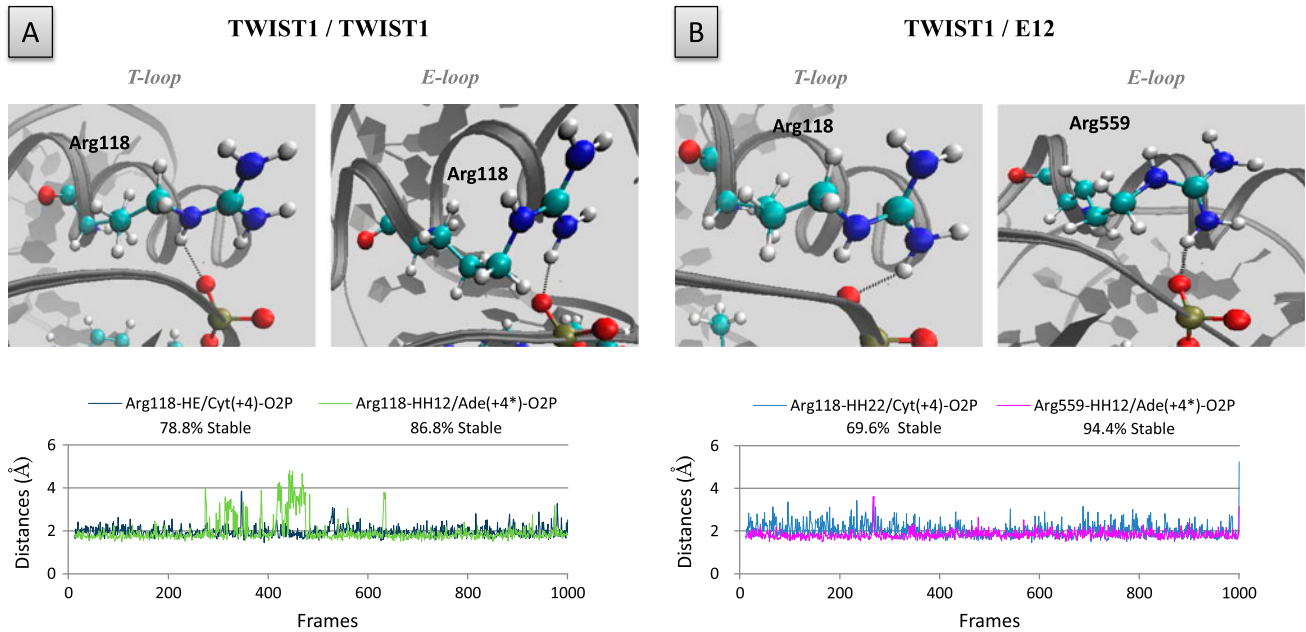 A
TWIST1 / TWIST1
T-loop
E-loop
Arg118
Arg118
Arg118-HE/Cyt(+4)-O2P
78.8% Stable
Arg118-HH12/Ade(+4*)-O2P
86.8% Stable
Distances (Å)
6
4
2
0
0 200 400 600 800 1000
Frames
B
TWIST1 / E12
T-loop
E-loop
Arg118
Arg559
Arg118-HH22/Cyt(+4)-O2P
69.6% Stable
Arg559-HH12/Ade(+4*)-O2P
94.4% Stable
Distances (Å)
6
4
2
0
0 200 400 600 800 1000
Frames